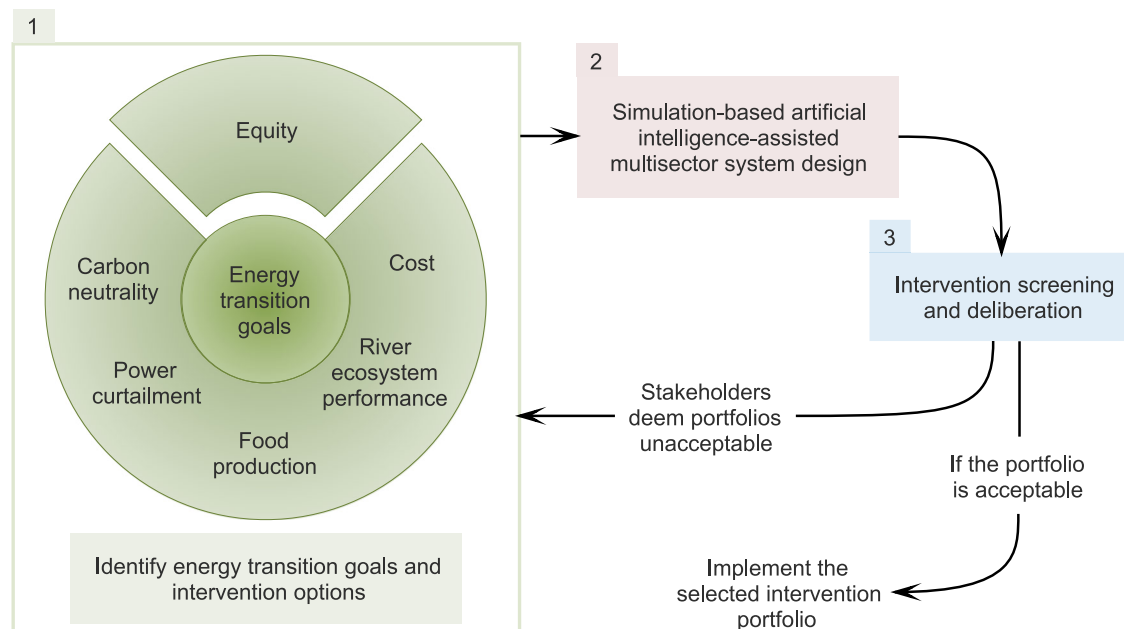 1
Equity
Carbon
neutrality
Energy
transition
goals
Cost
Power
curtailment
River
ecosystem
performance
Food
production
Identify energy transition goals and
intervention options
2
Simulation-based artificial
intelligence-assisted
multisector system design
3
Intervention screening
and deliberation
Stakeholders
deem portfolios
unacceptable
If the portfolio
is acceptable
Implement the
selected intervention
portfolio